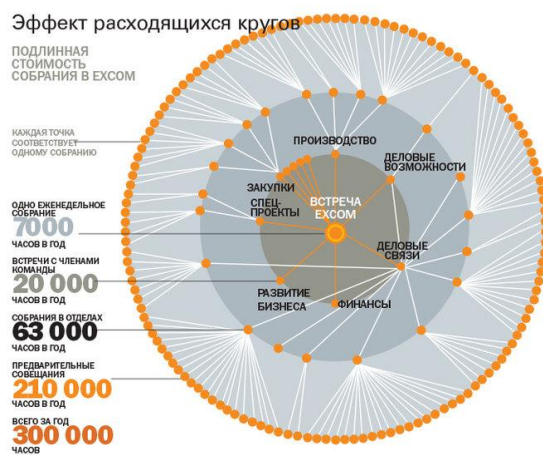 Эффект расходящихся кругов
ПОДЛИННАЯ
СТОИМОСТЬ
СОБРАНИЯ В EXCOM
КАЖДАЯ ТОЧКА
СООТВЕТСТВУЕТ
ОДНОМУ СОБРАНИЮ
ОДНО ЕЖЕНЕДЕЛЬНОЕ
СОБРАНИЕ
7000
ЧАСОВ В ГОД
ВСТРЕЧИ С ЧЛЕНАМИ
КОМАНДЫ
20 000
ЧАСОВ В ГОД
СОБРАНИЯ В ОТДЕЛАХ
63 000
ЧАСОВ В ГОД
ПРЕДВАРИТЕЛЬНЫЕ
СОВЕЩАНИЯ
210 000
ЧАСОВ В ГОД
ВСЕГО ЗА ГОД
300 000
ЧАСОВ
ПРОИЗВОДСТВО
ДЕЛОВЫЕ
ВОЗМОЖНОСТИ
ЗАКУПКИ
СПЕЦ-
ПРОЕКТЫ
ВСТРЕЧА
EXCOM
ДЕЛОВЫЕ
СВЯЗИ
РАЗВИТИЕ
БИЗНЕСА
ФИНАНСЫ